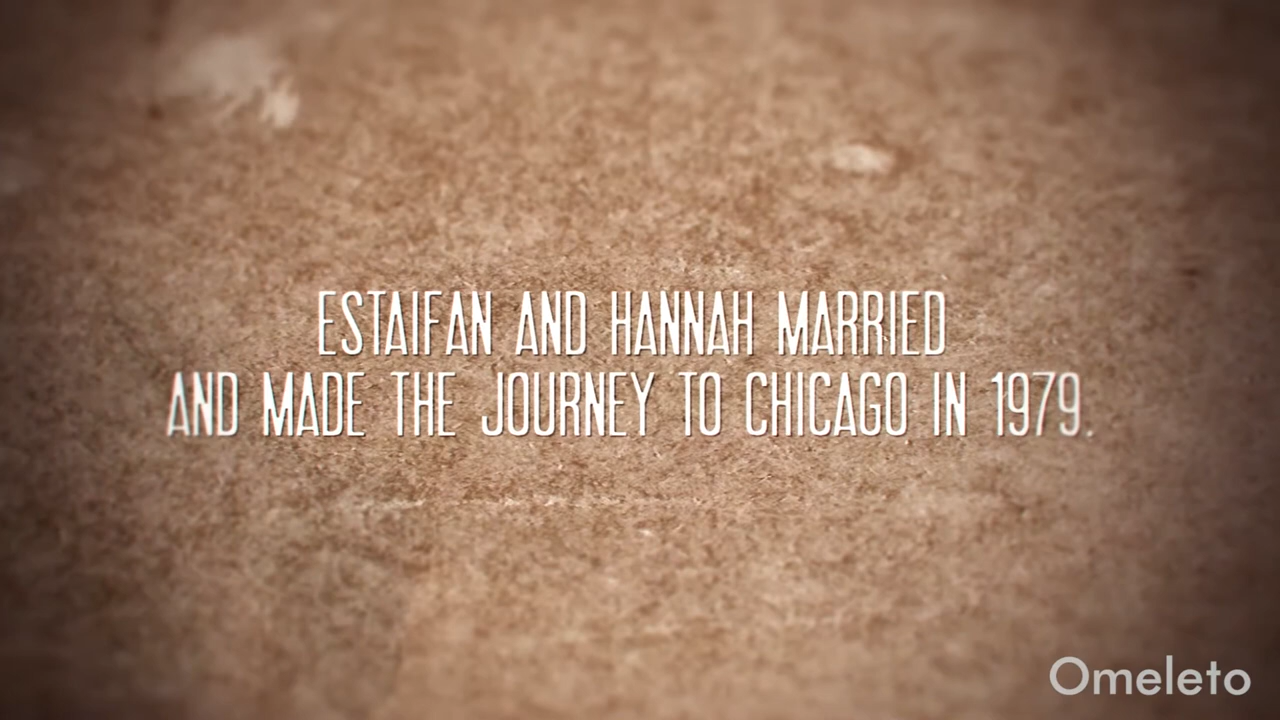 ESTAIFAN AND HANNAH MARRIED
AND MADE THE JOURNEY TO CHICAGO IN 1979.
Omeleto